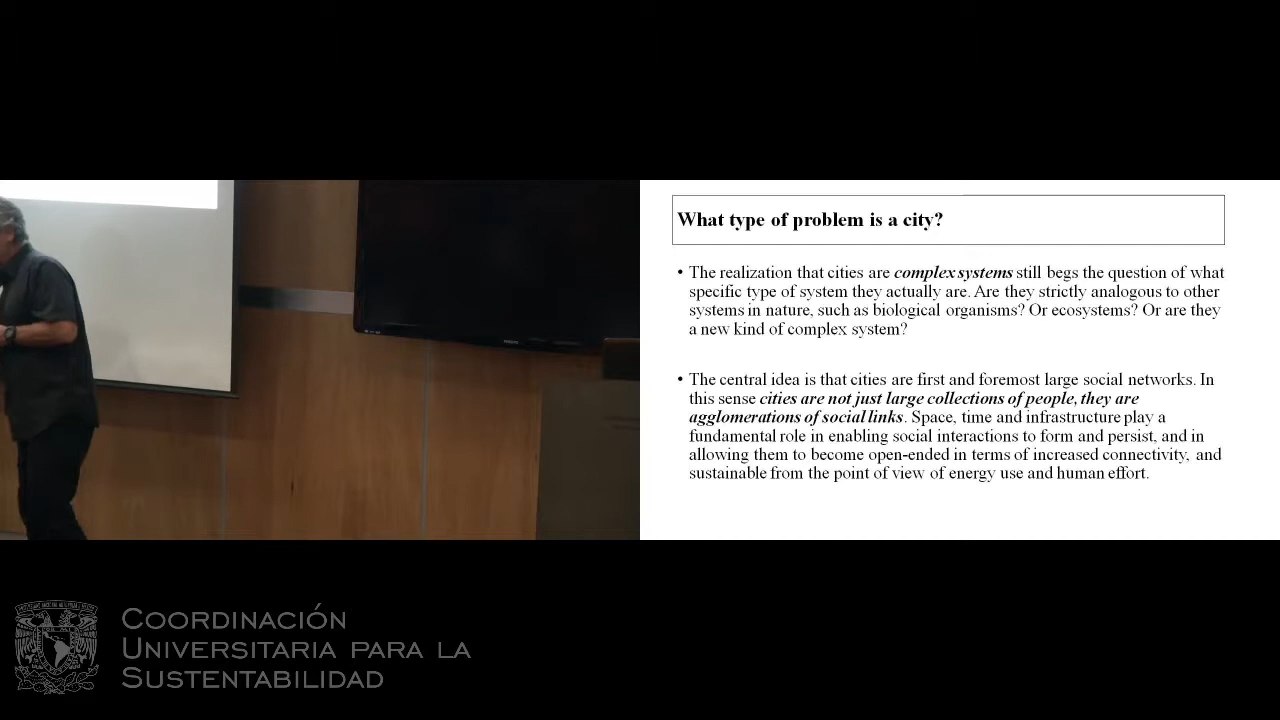 What type of problem is a city?
• The realization that cities are complex systems still begs the question of what
specific type of system they actually are. Are they strictly analogous to other
systems in nature, such as biological organisms? Or ecosystems? Or are they
a new kind of complex system?
• The central idea is that cities are first and foremost large social networks. In
this sense cities are not just large collections of people, they are
agglomerations of social links. Space, time and infrastructure play a
fundamental role in enabling social interactions to form and persist, and in
allowing them to become open-ended in terms of increased connectivity, and
sustainable from the point of view of energy use and human effort.
COORDINACIÓN
UNIVERSITARIA PARA LA
SUSTENTABILIDAD